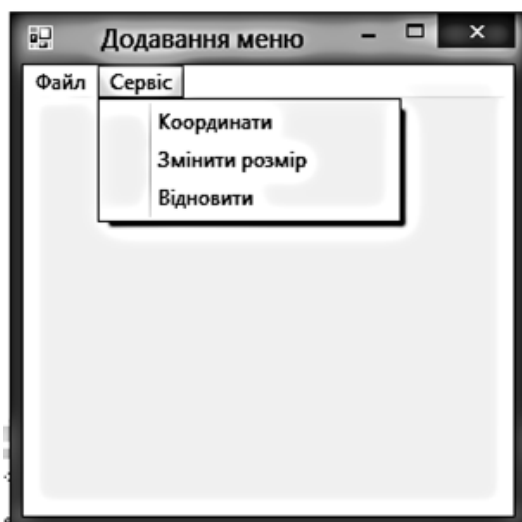 Додавання меню
Файл Сервіс
Координати
Змінити розмір
Відновити